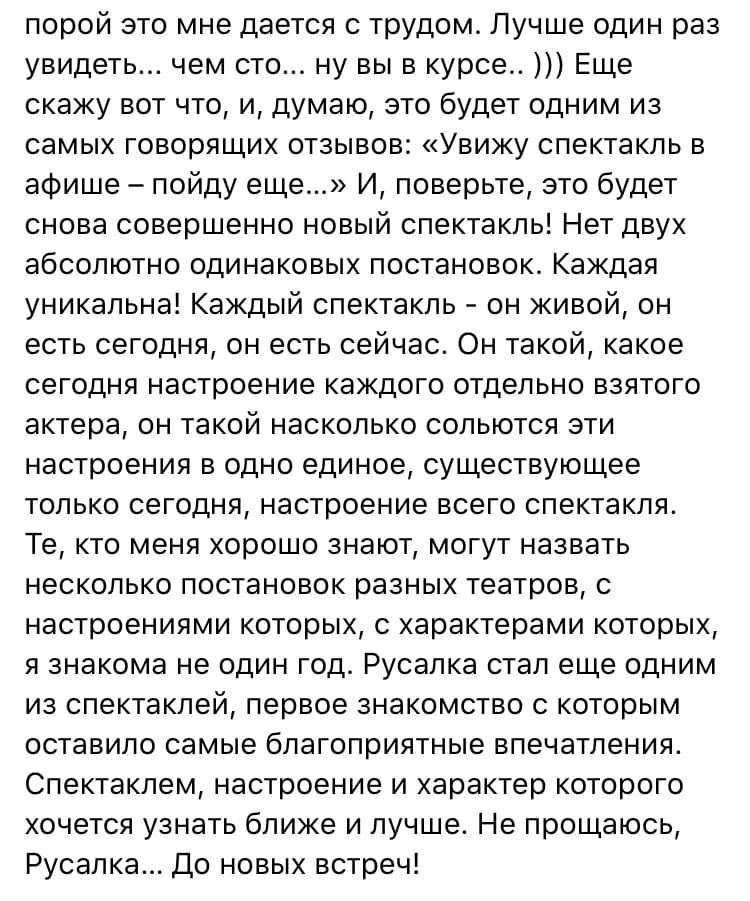 порой это мне дается с трудом. Лучше один раз
увидеть... чем сто... ну вы в курсе.. ))) Еще
скажу вот что, и, думаю, это будет одним из
самых говорящих отзывов: «Увижу спектакль в
афише – пойду еще...» И, поверьте, это будет
снова совершенно новый спектакль! Нет двух
абсолютно одинаковых постановок. Каждая
уникальна! Каждый спектакль - он живой, он
есть сегодня, он есть сейчас. Он такой, какое
сегодня настроение каждого отдельно взятого
актера, он такой насколько сольются эти
настроения в одно единое, существующее
только сегодня, настроение всего спектакля.
Те, кто меня хорошо знают, могут назвать
несколько постановок разных театров, с
настроениями которых, с характерами которых,
я знакома не один год. Русалка стал еще одним
из спектаклей, первое знакомство с которым
оставило самые благоприятные впечатления.
Спектаклем, настроение и характер которого
хочется узнать ближе и лучше. Не прощаюсь,
Русалка... До новых встреч!